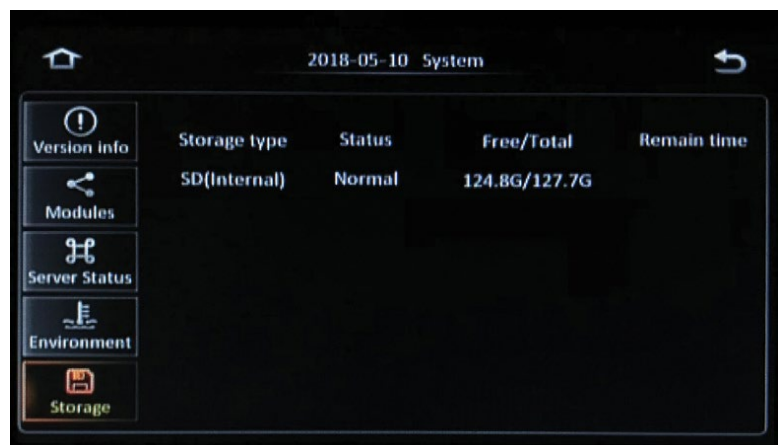 2018-05-10 System
Version info
Modules
Server Status
Environment
Storage
Storage type Status Free/Total Remain time
SD(Internal) Normal 124.8G/127.7G